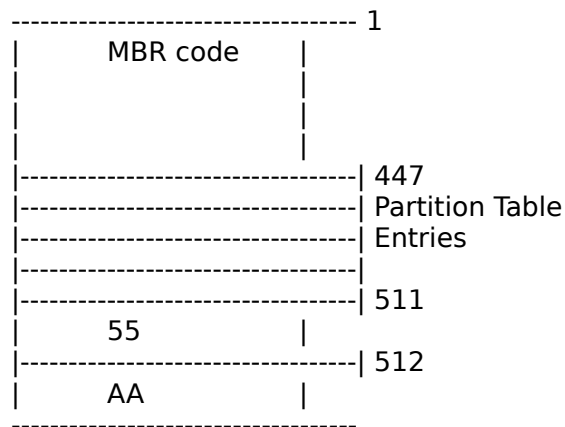 ------------------------------------ 1
| MBR code |
| |
| |
| |
|-----------------------------------| 447
|-----------------------------------| Partition Table
|-----------------------------------| Entries
|-----------------------------------|
|-----------------------------------| 511
| 55 |
|-----------------------------------| 512
| AA |
------------------------------------